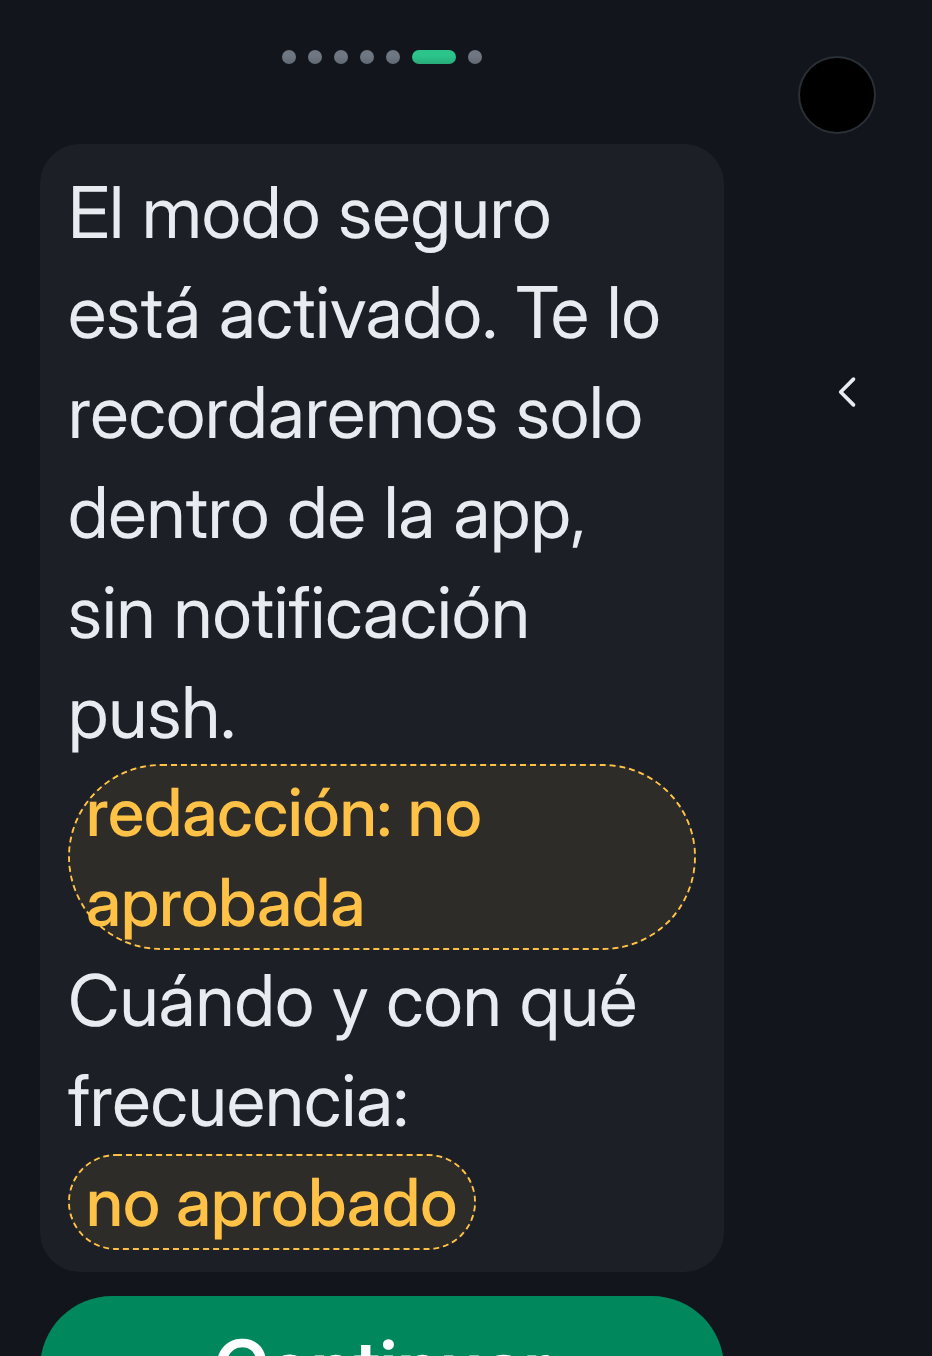 El modo seguro
está activado. Te lo
recordaremos solo
dentro de la app,
sin notificación
push.
redacción: no
aprobada
Cuándo y con qué
frecuencia:
no aprobado
Continuar